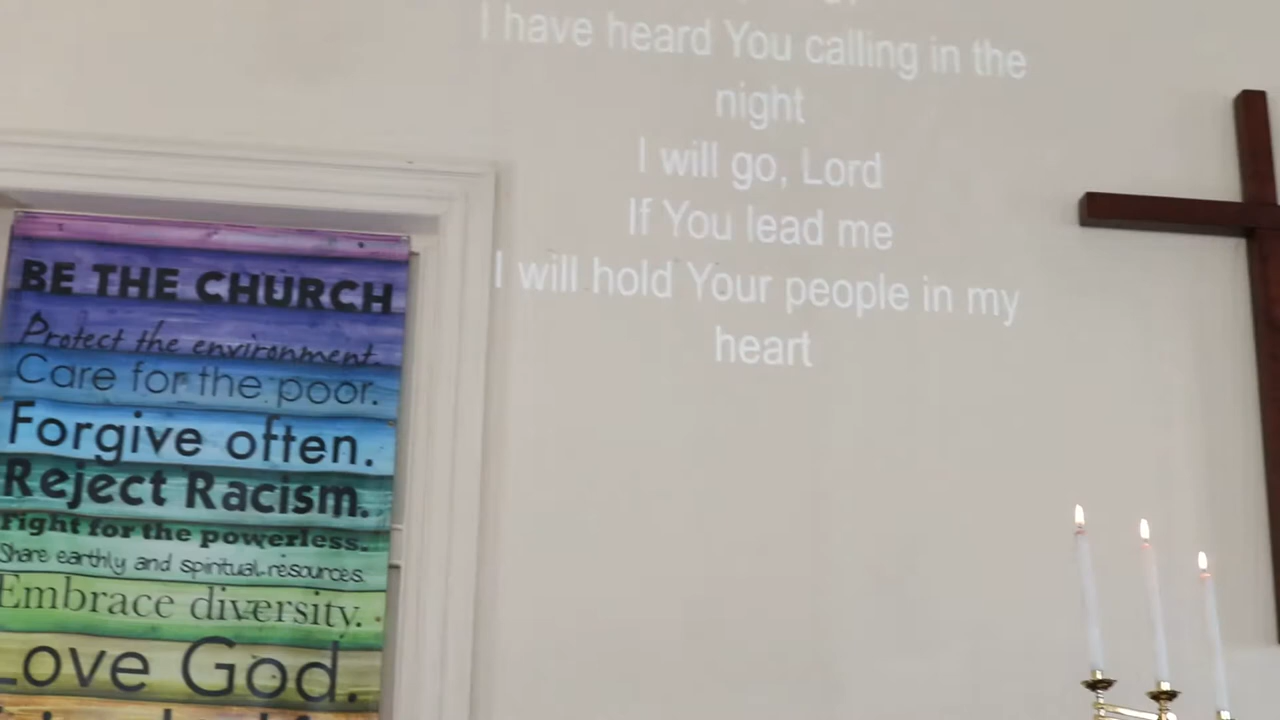 I have heard You calling in the
night
I will go, Lord
If You lead me
I will hold Your people in my
heart
BE THE CHURCH
Protect the environment.
Care for the poor.
Forgive often.
Reject Racism.
Fight for the powerless.
Share earthly and spiritual resources.
Embrace diversity.
Love God.